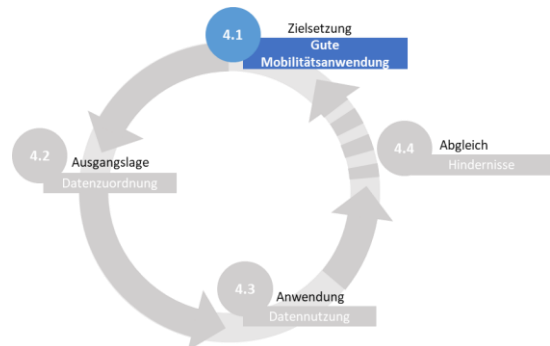 4.1
Zielsetzung
Gute
Mobilitätsanwendung
4.2
Ausgangslage
Datenzuordnung
4.3
Anwendung
Datennutzung
4.4
Abgleich
Hindernisse